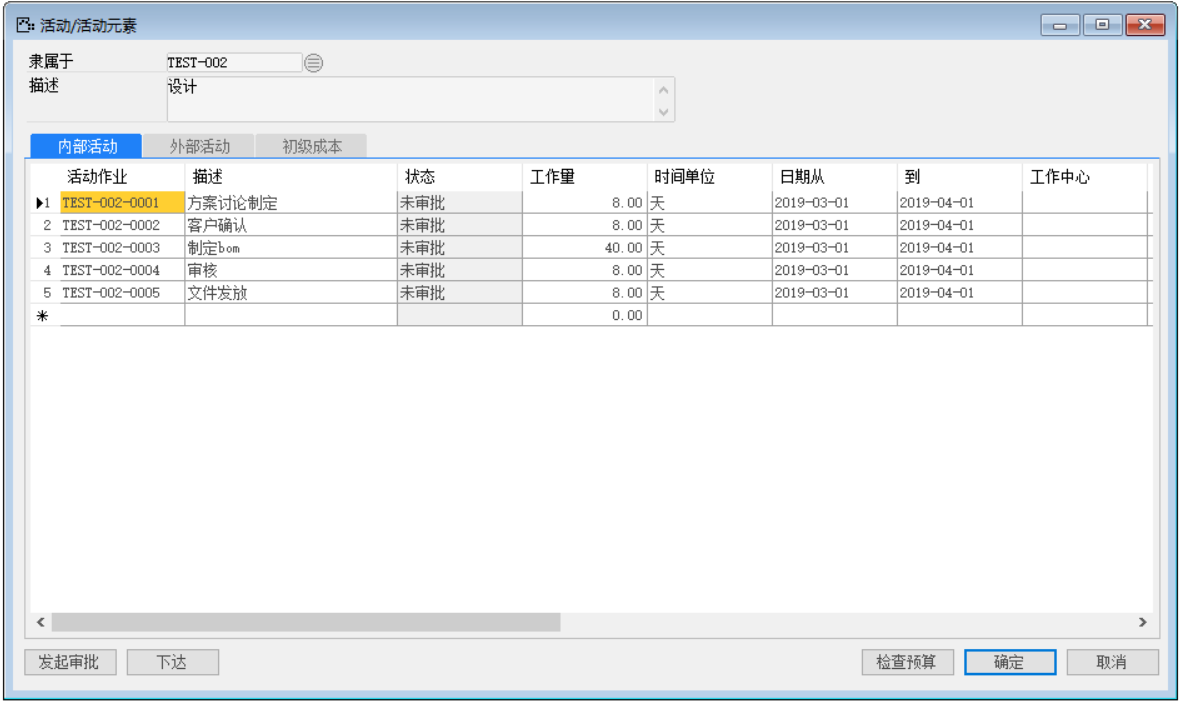 活动/活动元素
隶属于 TEST-002
描述 设计
内部活动 外部活动 初级成本
活动作业 描述 状态 工作量 时间单位 日期从 到 工作中心
1 TEST-002-0001 方案讨论制定 未审批 8.00 天 2019-03-01 2019-04-01
2 TEST-002-0002 客户确认 未审批 8.00 天 2019-03-01 2019-04-01
3 TEST-002-0003 制定bom 未审批 40.00 天 2019-03-01 2019-04-01
4 TEST-002-0004 审核 未审批 8.00 天 2019-03-01 2019-04-01
5 TEST-002-0005 文件发放 未审批 8.00 天 2019-03-01 2019-04-01
* 0.00
发起审批 下达 检查预算 确定 取消